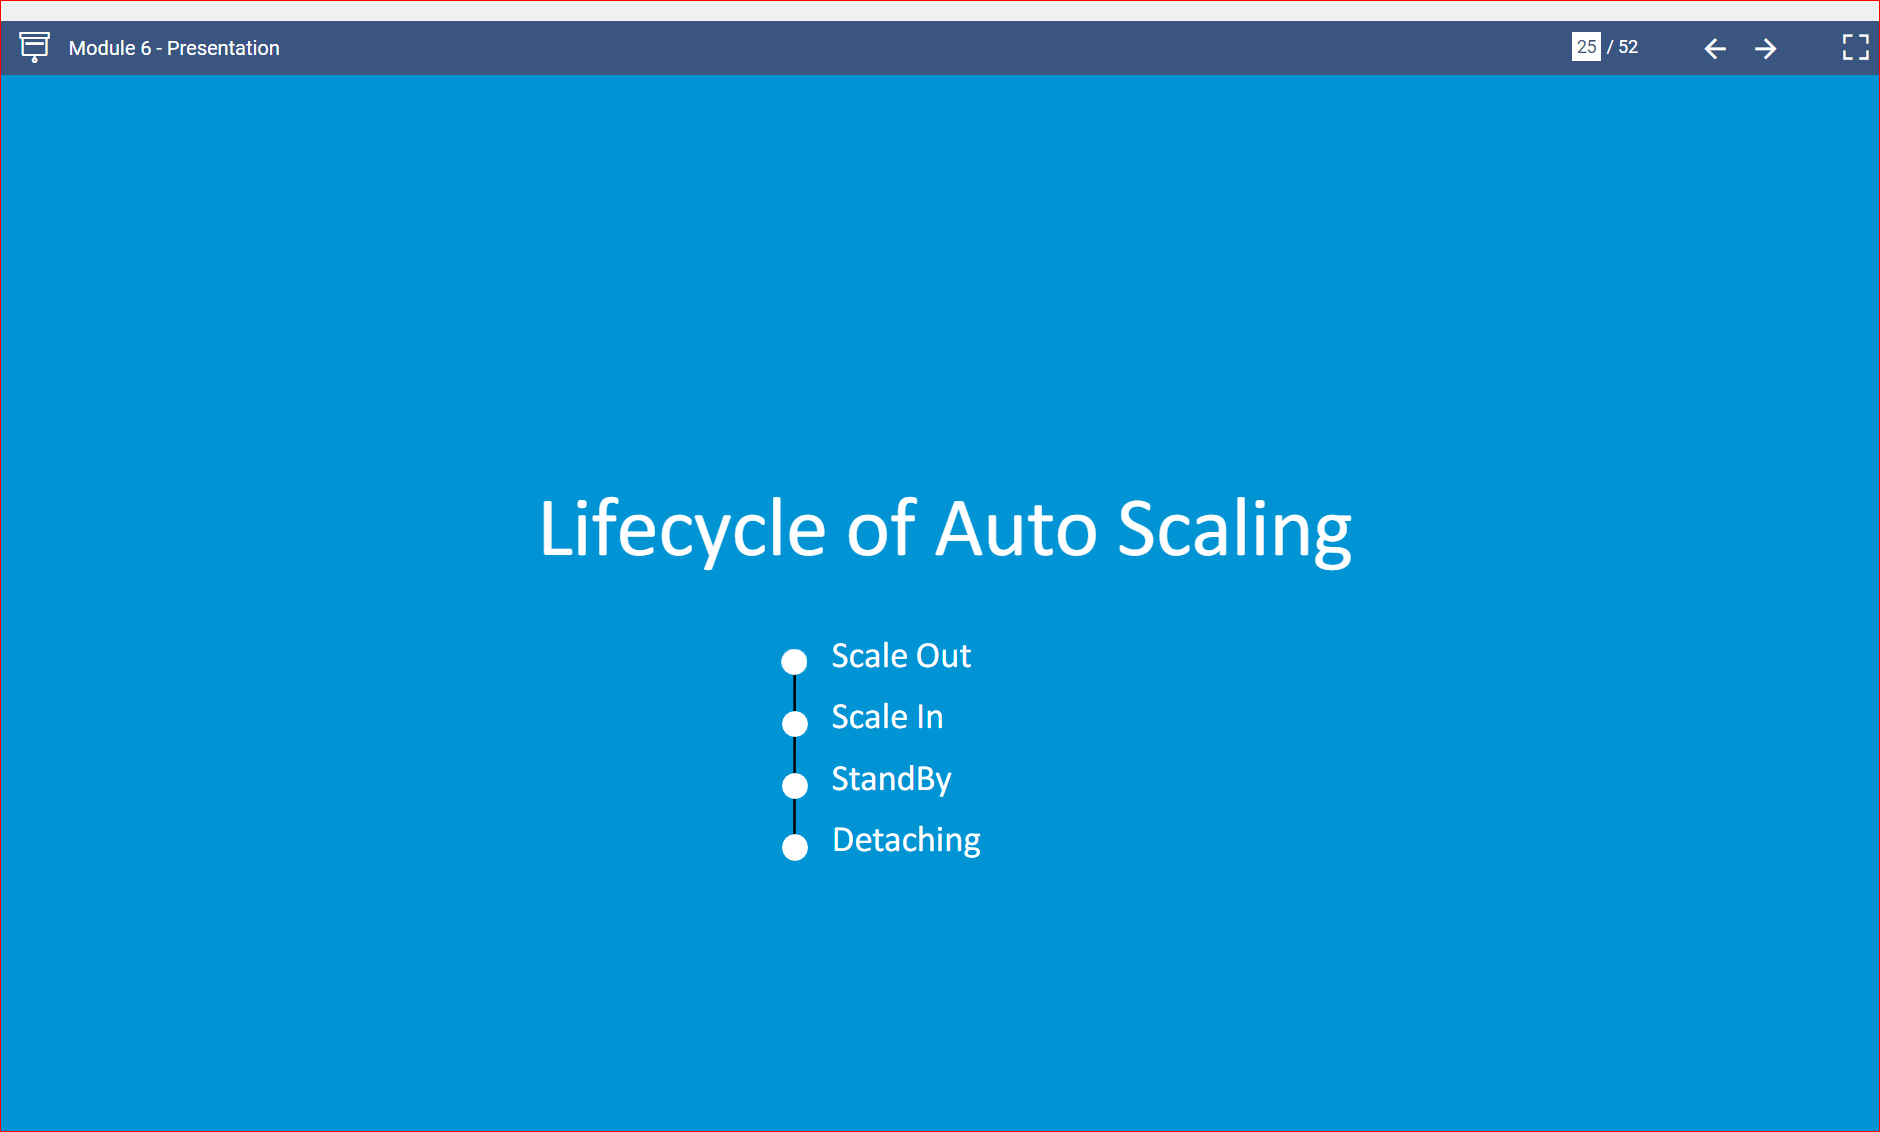 Module 6 - Presentation
25 / 52
Lifecycle of Auto Scaling
Scale Out
Scale In
StandBy
Detaching